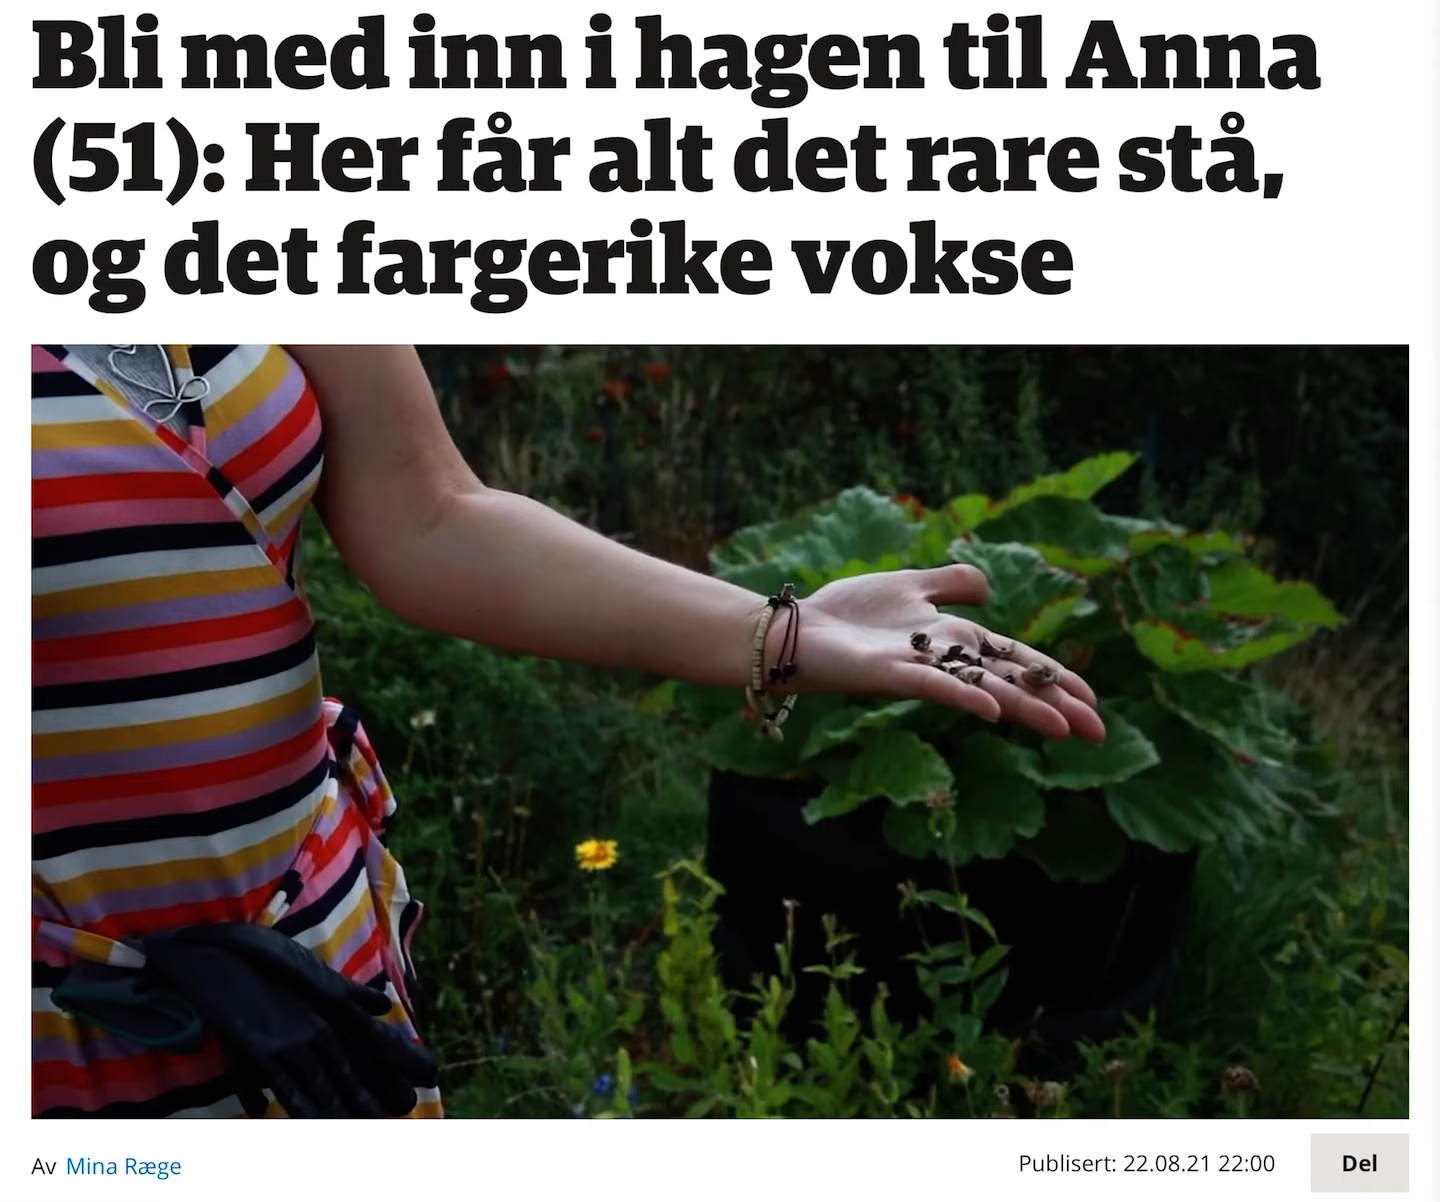 Bli med inn i hagen til Anna
(51): Her får alt det rare stå,
og det fargerike vokse
Av Mina Ræge
Publisert: 22.08.21 22:00
Del